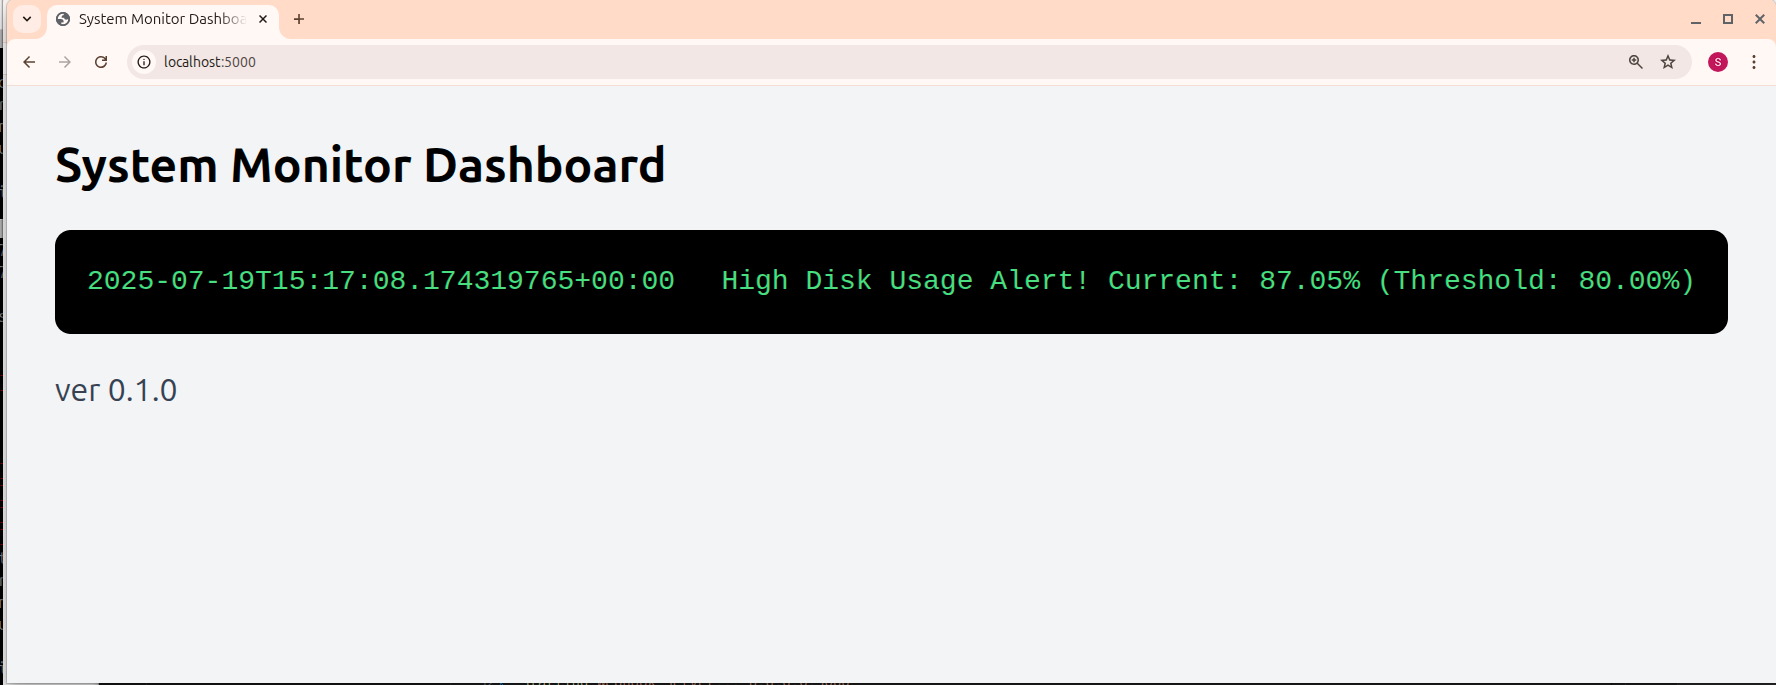 System Monitor Dashboa
localhost:5000
S
System Monitor Dashboard
2025-07-19T15:17:08.174319765+00:00 High Disk Usage Alert! Current: 87.05% (Threshold: 80.00%)
ver 0.1.0